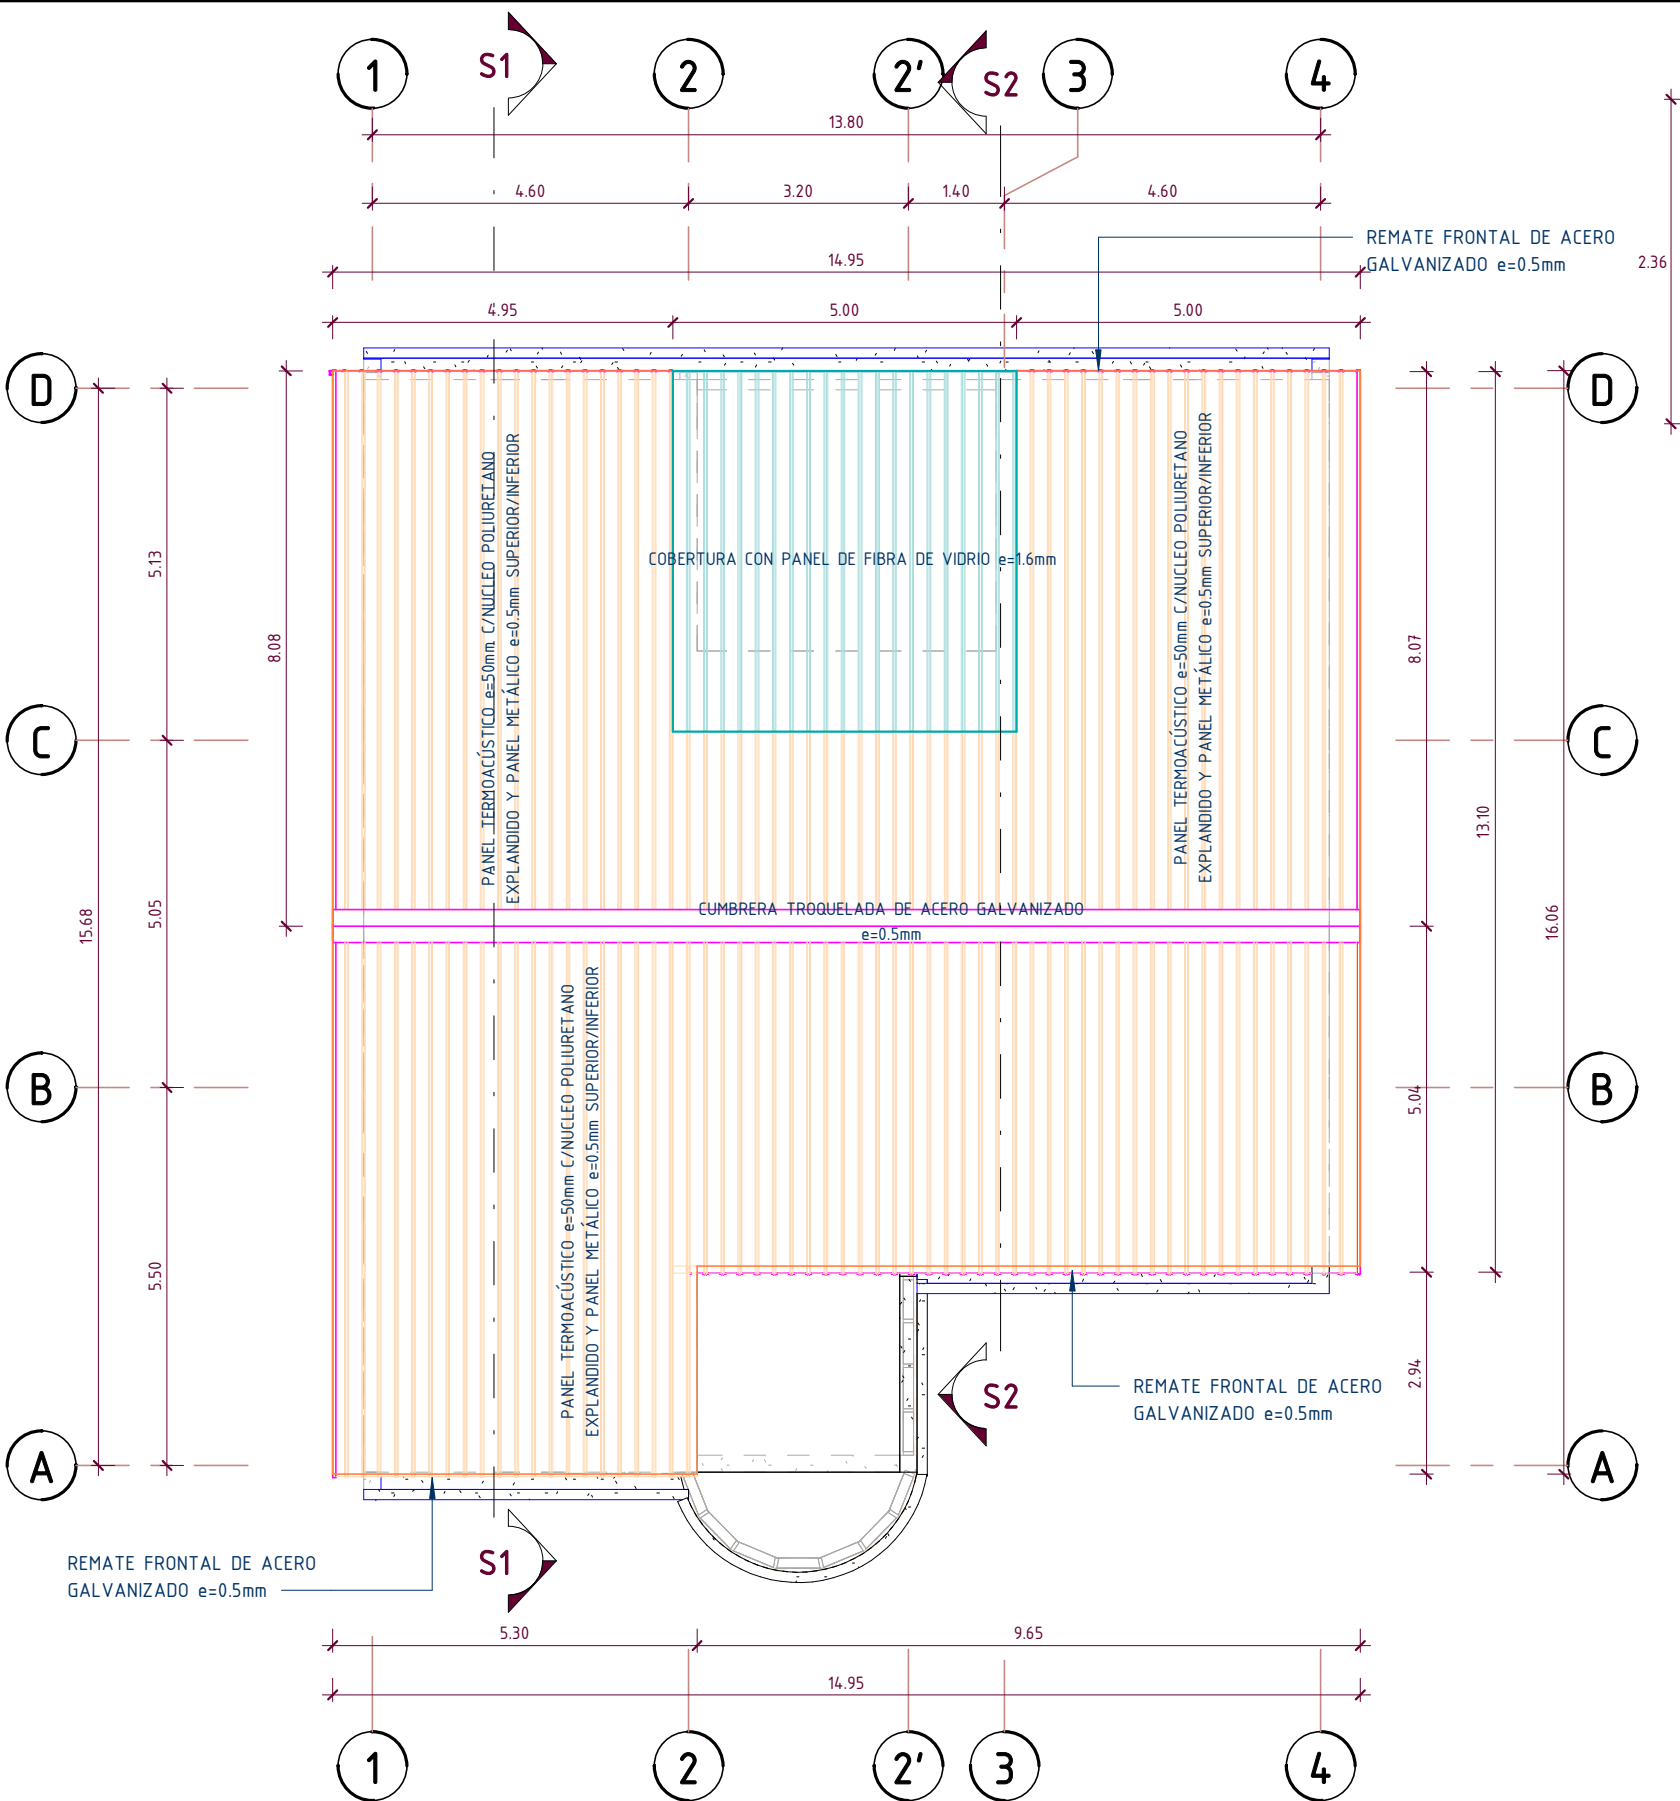 1
S1
2
2'
S2
3
4
13.80
4.60
3.20
1.40
4.60
REMATE FRONTAL DE ACERO
GALVANIZADO e=0.5mm
2.36
14.95
4.95
5.00
5.00
D
D
PANEL TERMOACÚSTICO e=50mm C/NUCLEO POLIURETANO
EXPLANDIDO Y PANEL METÁLICO e=0.5mm SUPERIOR/INFERIOR
PANEL TERMOACÚSTICO e=50mm C/NUCLEO POLIURETANO
EXPLANDIDO Y PANEL METÁLICO e=0.5mm SUPERIOR/INFERIOR
COBERTURA CON PANEL DE FIBRA DE VIDRIO e=1.6mm
5.13
8.08
8.07
C
C
13.10
CUMBRERA TROQUELADA DE ACERO GALVANIZADO
e=0.5mm
15.68
5.05
16.06
PANEL TERMOACÚSTICO e=50mm C/NUCLEO POLIURETANO
EXPLANDIDO Y PANEL METÁLICO e=0.5mm SUPERIOR/INFERIOR
B
5.04
B
5.50
2.94
S2
REMATE FRONTAL DE ACERO
GALVANIZADO e=0.5mm
A
A
REMATE FRONTAL DE ACERO
GALVANIZADO e=0.5mm
S1
5.30
9.65
14.95
1
2
2'
3
4